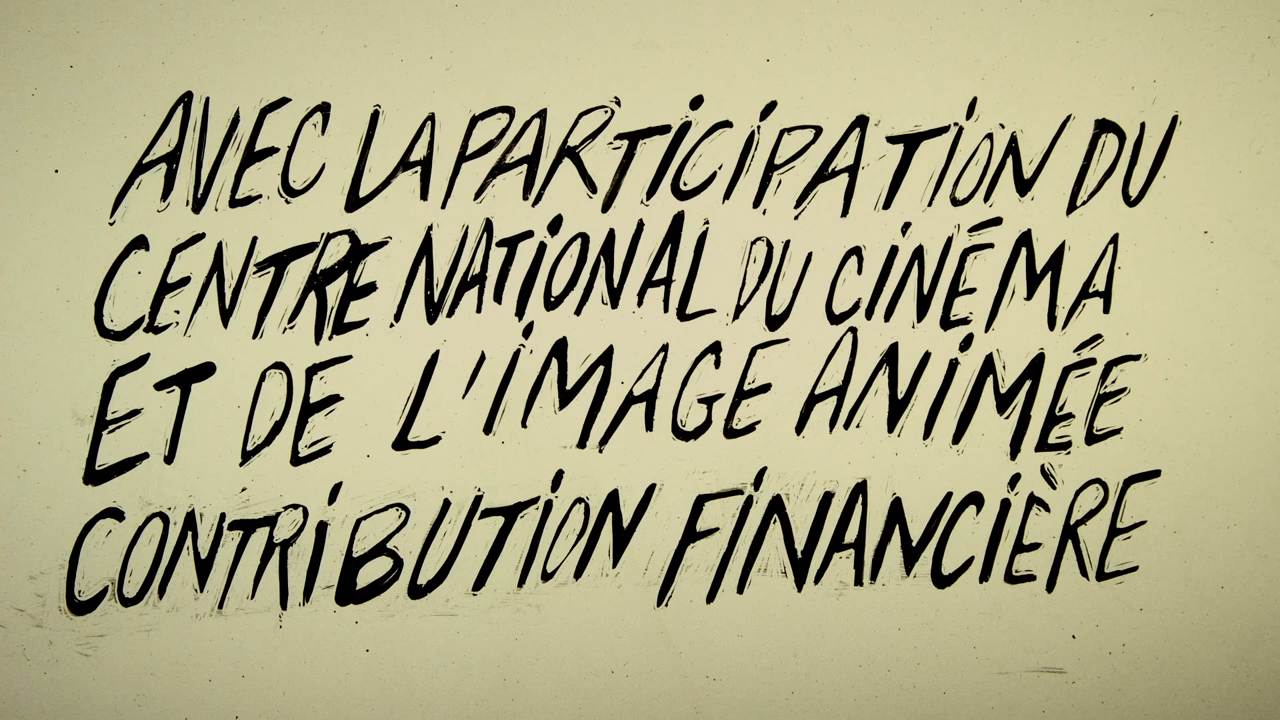 AVEC LA PARTICIPATION DU
CENTRE NATIONAL DU CINÉMA
ET DE L'IMAGE ANIMÉE
CONTRIBUTION FINANCIÈRE